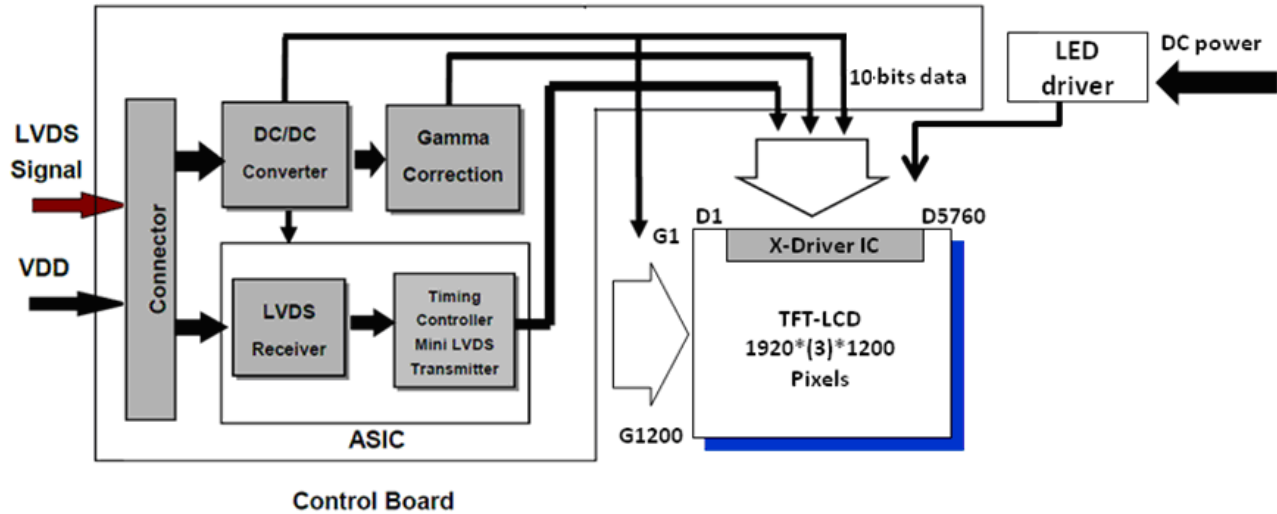 LVDS
Signal
VDD
Connector
DC/DC
Converter
Gamma
Correction
LVDS
Receiver
Timing
Controller
Mini LVDS
Transmitter
ASIC
Control Board
10-bits data
LED
driver
DC power
D1
D5760
G1
G1200
X-Driver IC
TFT-LCD
1920*(3)*1200
Pixels